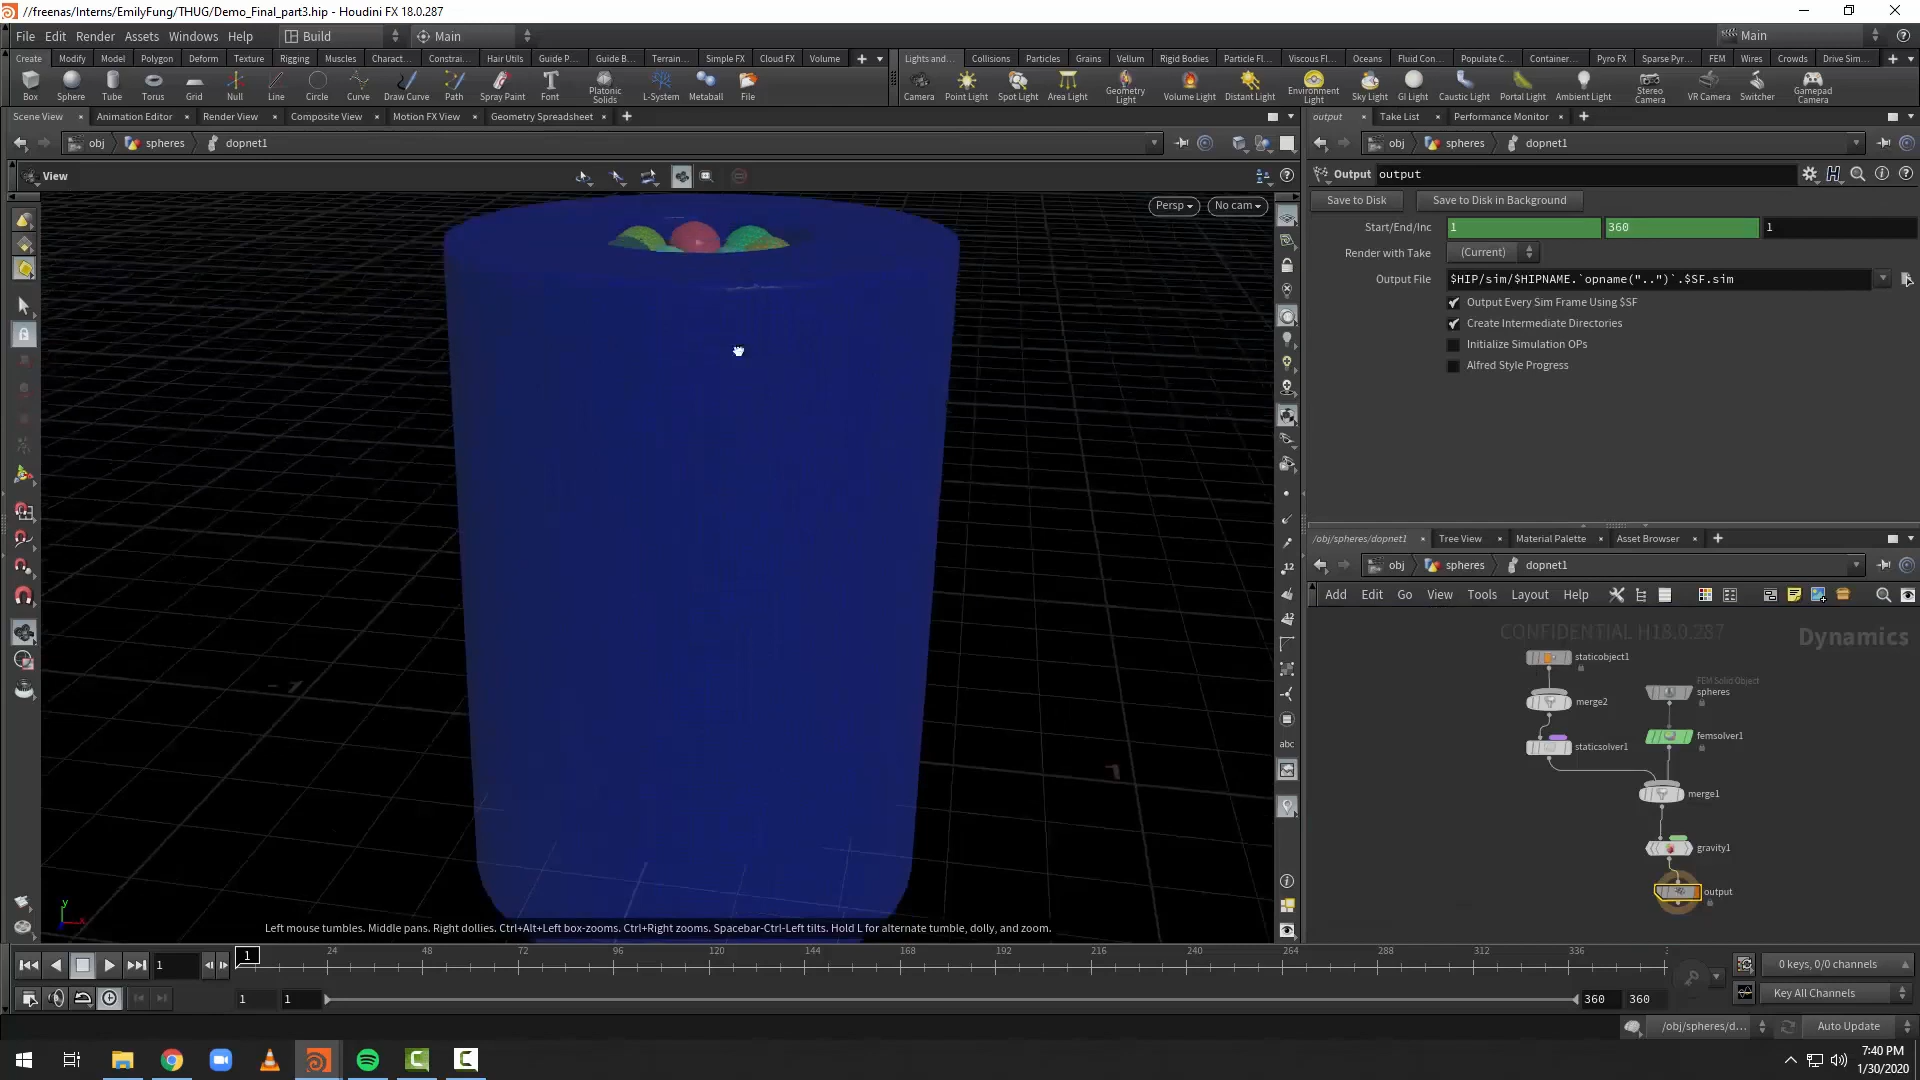 //freenas/Interns/EmilyFung/THUG/Demo_Final_part3.hip - Houdini FX 18.0.287
File Edit Render Assets Windows Help Build Main Main
Create Modify Model Polygon Deform Texture Rigging Muscles Charact... Constrai... Hair Utils Guide P... Guide B... Terrain... Simple FX Cloud FX Volume
Lights and... Collisions Particles Grains Vellum Rigid Bodies Particle Fl... Viscous Fl... Oceans Fluid Con... Populate C... Container... Pyro FX Sparse Pyr... FEM Wires Crowds Drive Sim...
Box Sphere Tube Torus Grid Null Line Circle Curve Draw Curve Path Spray Paint Font Platonic Solids L-System Metaball File
Camera Point Light Spot Light Area Light Geometry Light Volume Light Distant Light Environment Light Sky Light GI Light Caustic Light Portal Light Ambient Light Stereo Camera VR Camera Switcher Gamepad Camera
Scene View Animation Editor Render View Composite View Motion FX View Geometry Spreadsheet
output Take List Performance Monitor
obj spheres dopnet1
obj spheres dopnet1
View
Persp No cam
Output output
Save to Disk Save to Disk in Background
Start/End/Inc 1 360 1
Render with Take (Current)
Output File $HIP/sim/$HIPNAME.`opname("..")`.$SF.sim
Output Every Sim Frame Using $SF
Create Intermediate Directories
Initialize Simulation OPs
Alfred Style Progress
/obj/spheres/dopnet1 Tree View Material Palette Asset Browser
obj spheres dopnet1
Add Edit Go View Tools Layout Help
CONFIDENTIAL H18.0.287
Dynamics
staticobject1
FEM Solid Object
spheres
merge2
femsolver1
staticsolver1
merge1
gravity1
output
12
abc
y
x
Left mouse tumbles. Middle pans. Right dollies. Ctrl+Alt+Left box-zooms. Ctrl+Right zooms. Spacebar-Ctrl-Left tilts. Hold L for alternate tumble, dolly, and zoom.
1 1 24 48 72 96 120 144 168 192 216 240 264 288 312 336
0 keys, 0/0 channels
1 1 360 360
Key All Channels
/obj/spheres/d... Auto Update
7:40 PM
1/30/2020